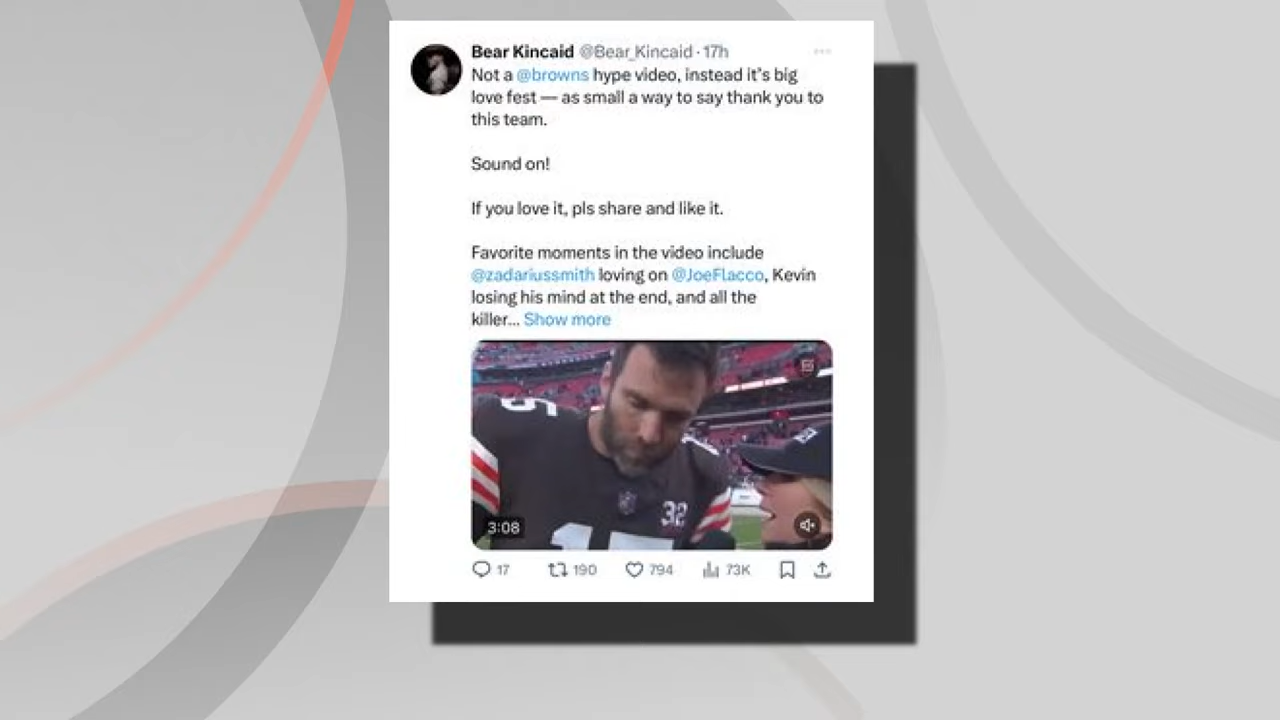 Bear Kincaid @Bear_Kincaid · 17h
Not a @browns hype video, instead it's big
love fest — as small a way to say thank you to
this team.
Sound on!
If you love it, pls share and like it.
Favorite moments in the video include
@zadariussmith loving on @JoeFlacco, Kevin
losing his mind at the end, and all the
killer... Show more
15
32
15
3:08
17 190 794 73K